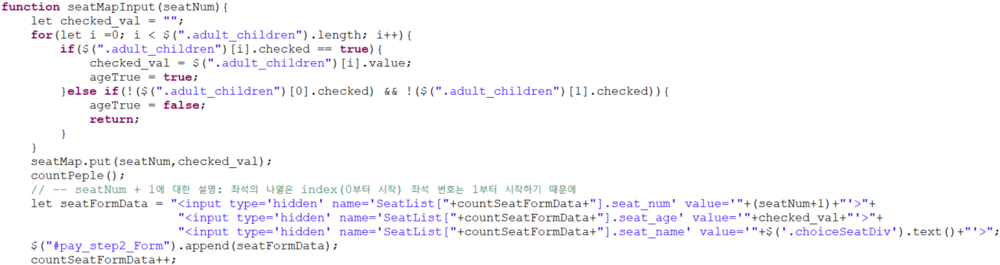 function seatMapInput(seatNum){
let checked_val = "";
for(let i =0; i < $(".adult_children").length; i++){
if($(".adult_children")[i].checked == true){
checked_val = $(".adult_children")[i].value;
ageTrue = true;
}else if(!($(".adult_children")[0].checked) && !($(".adult_children")[1].checked)){
ageTrue = false;
return;
}
}
seatMap.put(seatNum,checked_val);
countPeple();
// -- seatNum + 1에 대한 설명: 좌석의 나열은 index(0부터 시작) 좌석 번호는 1부터 시작하기 때문에
let seatFormData = "<input type='hidden' name='SeatList["+countSeatFormData+"].seat_num' value='"+(seatNum+1)+"'>"+
"<input type='hidden' name='SeatList["+countSeatFormData+"].seat_age' value='"+checked_val+"'>"+
"<input type='hidden' name='SeatList["+countSeatFormData+"].seat_name' value='"+$('.choiceSeatDiv').text()+"'>";
$("#pay_step2_Form").append(seatFormData);
countSeatFormData++;